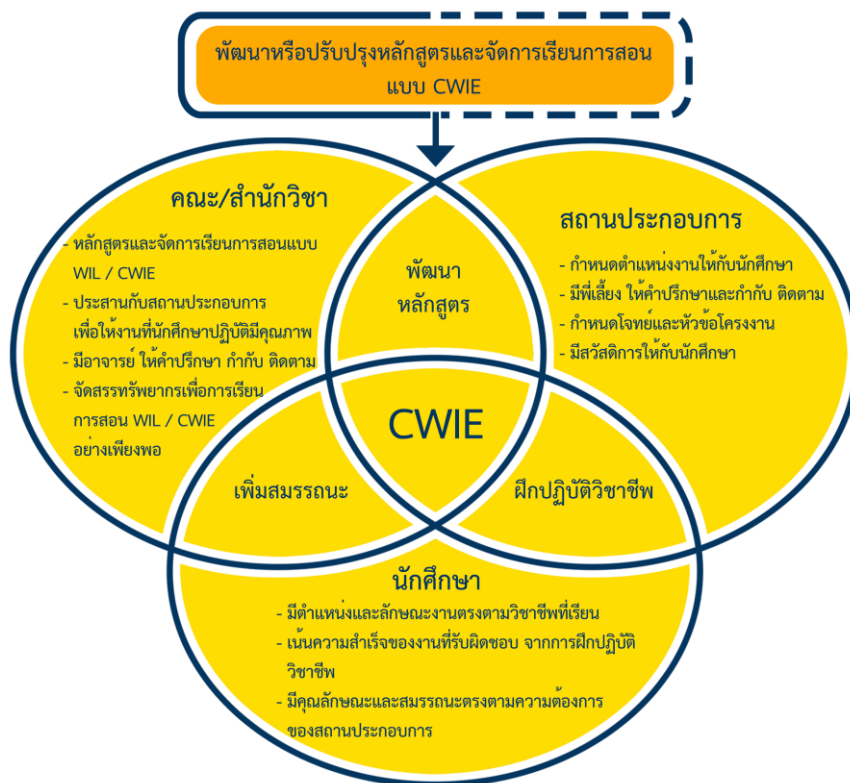 พัฒนาหรือปรับปรุงหลักสูตรและจัดการเรียนการสอน
แบบ CWIE
คณะ/สำนักวิชา
- หลักสูตรและจัดการเรียนการสอนแบบ
WIL / CWIE
- ประสานกับสถานประกอบการ
เพื่อให้งานที่นักศึกษาปฏิบัติมีคุณภาพ
- มีอาจารย์ ให้คำปรึกษา กำกับ ติดตาม
- จัดสรรทรัพยากรเพื่อการเรียน
การสอน WIL / CWIE
อย่างเพียงพอ
พัฒนา
หลักสูตร
สถานประกอบการ
- กำหนดตำแหน่งงานให้กับนักศึกษา
- มีพี่เลี้ยง ให้คำปรึกษาและกำกับ ติดตาม
- กำหนดโจทย์และหัวข้อโครงงาน
- มีสวัสดิการให้กับนักศึกษา
CWIE
เพิ่มสมรรถนะ
ฝึกปฏิบัติวิชาชีพ
นักศึกษา
- มีตำแหน่งและลักษณะงานตรงตามวิชาชีพที่เรียน
- เน้นความสำเร็จของงานที่รับผิดชอบ จากการฝึกปฏิบัติ
วิชาชีพ
- มีคุณลักษณะและสมรรถนะตรงตามความต้องการ
ของสถานประกอบการ